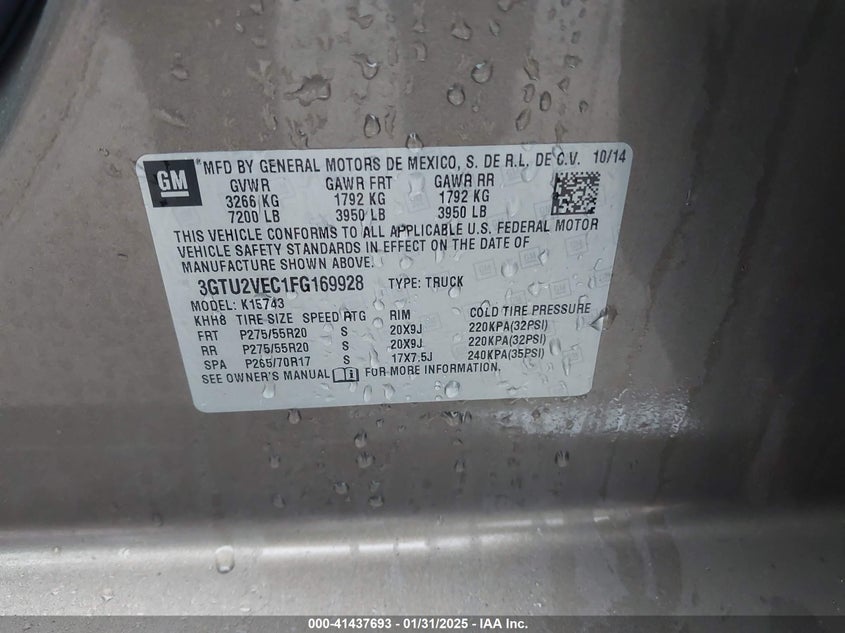 GM
MFD BY GENERAL MOTORS DE MEXICO, S. DE R.L. DE C.V. 10/14
GVWR GAWR FRT GAWR RR
3266 KG 1792 KG 1792 KG
7200 LB 3950 LB 3950 LB
THIS VEHICLE CONFORMS TO ALL APPLICABLE U.S. FEDERAL MOTOR
VEHICLE SAFETY STANDARDS IN EFFECT ON THE DATE OF
MANUFACTURE SHOWN ABOVE.
3GTU2VEC1FG169928 TYPE: TRUCK
MODEL: K15743
KHH8 TIRE SIZE SPEED RTG RIM COLD TIRE PRESSURE
FRT P275/55R20 S 20X9J 220KPA(32PSI)
RR P275/55R20 S 20X9J 220KPA(32PSI)
SPA P265/70R17 S 17X7.5J 240KPA(35PSI)
SEE OWNER'S MANUAL FOR MORE INFORMATION.
000-41437693 - 01/31/2025 - IAA Inc.